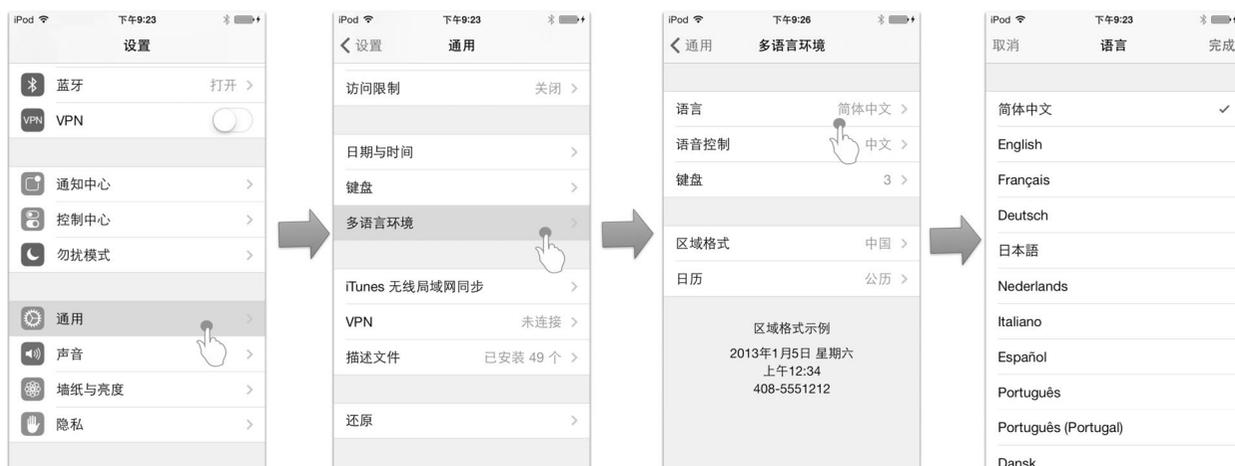 iPod 下午9:23
设置
蓝牙 打开
VPN VPN
通知中心
控制中心
勿扰模式
通用
声音
墙纸与亮度
隐私
iPod 下午9:23
设置 通用
访问限制 关闭
日期与时间
键盘
多语言环境
iTunes 无线局域网同步
VPN 未连接
描述文件 已安装 49 个
还原
iPod 下午9:26
通用 多语言环境
语言 简体中文
语音控制 中文
键盘 3
区域格式 中国
日历 公历
区域格式示例
2013年1月5日 星期六
上午12:34
408-5551212
iPod 下午9:23
取消 语言 完成
简体中文
English
Français
Deutsch
日本語
Nederlands
Italiano
Español
Português
Português (Portugal)
Dansk